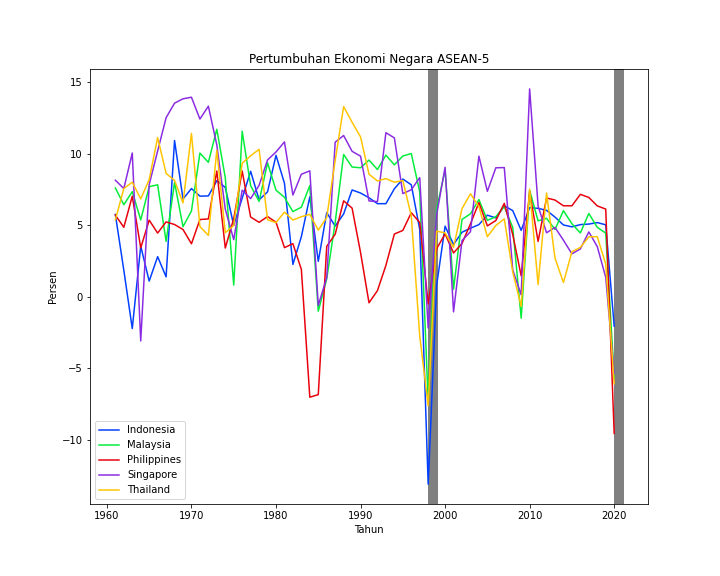 Pertumbuhan Ekonomi Negara ASEAN-5
15
10
5
0
−5
−10
Persen
Indonesia
Malaysia
Philippines
Singapore
Thailand
1960 1970 1980 1990 2000 2010 2020
Tahun